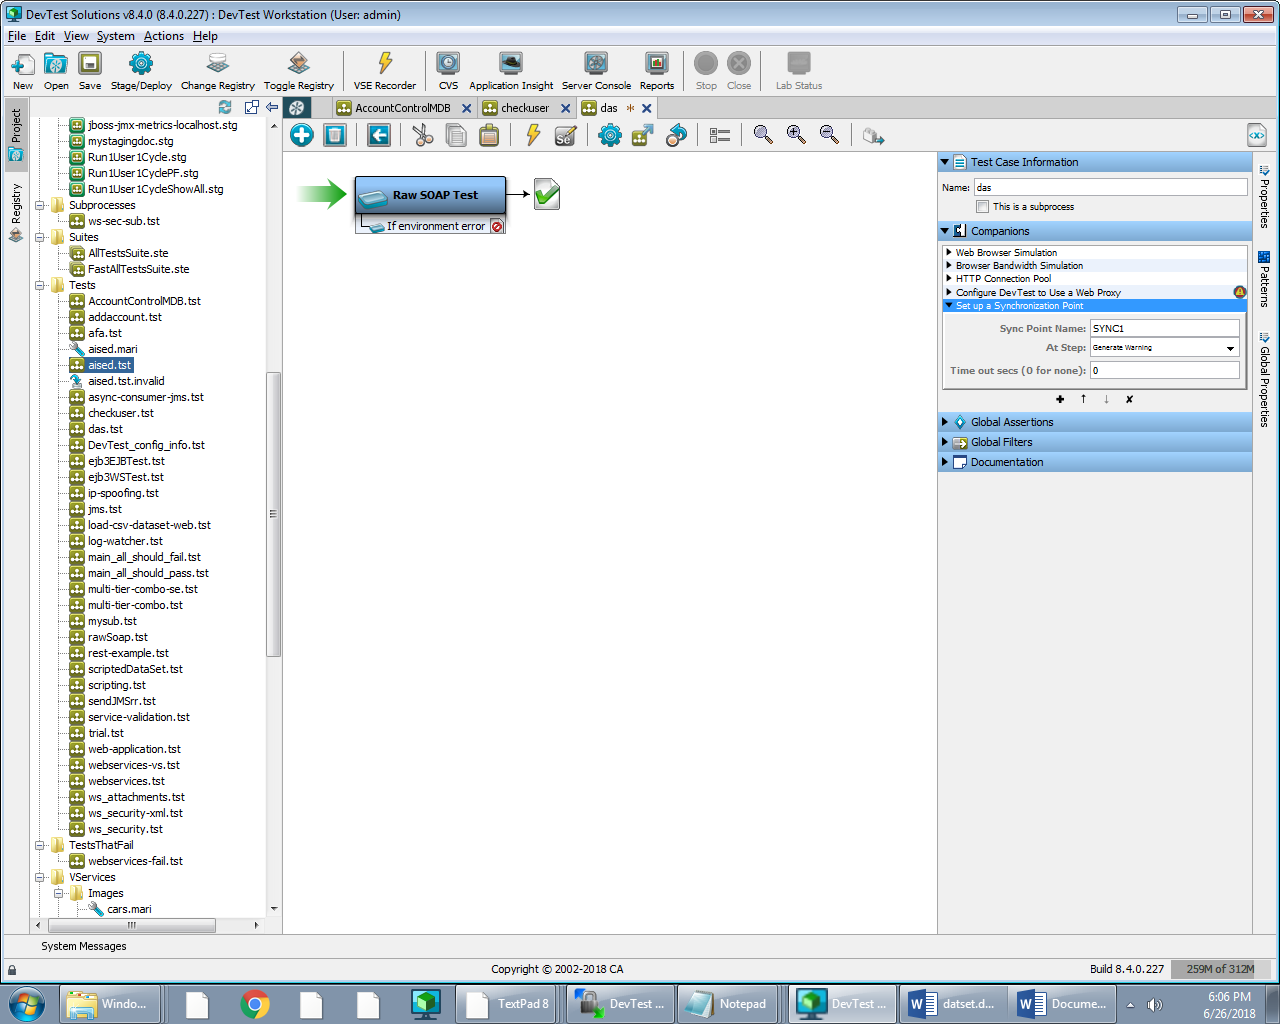 DevTest Solutions v8.4.0 (8.4.0.227) : DevTest Workstation (User: admin)
File Edit View System Actions Help
New Open Save Stage/Deploy Change Registry Toggle Registry VSE Recorder CVS Application Insight Server Console Reports Stop Close Lab Status
AccountControlMDB checkuser das
Project
Registry
jboss-jmx-metrics-localhost.stg
mystagingdoc.stg
Run1User1Cycle.stg
Run1User1CyclePF.stg
Run1User1CycleShowAll.stg
Subprocesses
ws-sec-sub.tst
Suites
AllTestsSuite.ste
FastAllTestsSuite.ste
Tests
AccountControlMDB.tst
addaccount.tst
afa.tst
aised.mari
aised.tst
aised.tst.invalid
async-consumer-jms.tst
checkuser.tst
das.tst
DevTest_config_info.tst
ejb3EJBTest.tst
ejb3WSTest.tst
ip-spoofing.tst
jms.tst
load-csv-dataset-web.tst
log-watcher.tst
main_all_should_fail.tst
main_all_should_pass.tst
multi-tier-combo-se.tst
multi-tier-combo.tst
mysub.tst
rawSoap.tst
rest-example.tst
scriptedDataSet.tst
scripting.tst
sendJMSrr.tst
service-validation.tst
trial.tst
web-application.tst
webservices-vs.tst
webservices.tst
ws_attachments.tst
ws_security-xml.tst
ws_security.tst
TestsThatFail
webservices-fail.tst
VServices
Images
cars.mari
Raw SOAP Test
If environment error
Test Case Information
Name: das
This is a subprocess
Companions
Web Browser Simulation
Browser Bandwidth Simulation
HTTP Connection Pool
Configure DevTest to Use a Web Proxy
Set up a Synchronization Point
Sync Point Name: SYNC1
At Step: Generate Warning
Time out secs (0 for none): 0
Global Assertions
Global Filters
Documentation
Properties
Patterns
Global Properties
System Messages
Copyright © 2002-2018 CA
Build 8.4.0.227 259M of 312M
Windo... TextPad 8 DevTest ... Notepad DevTest ... datset.d... Docume...
6:06 PM
6/26/2018